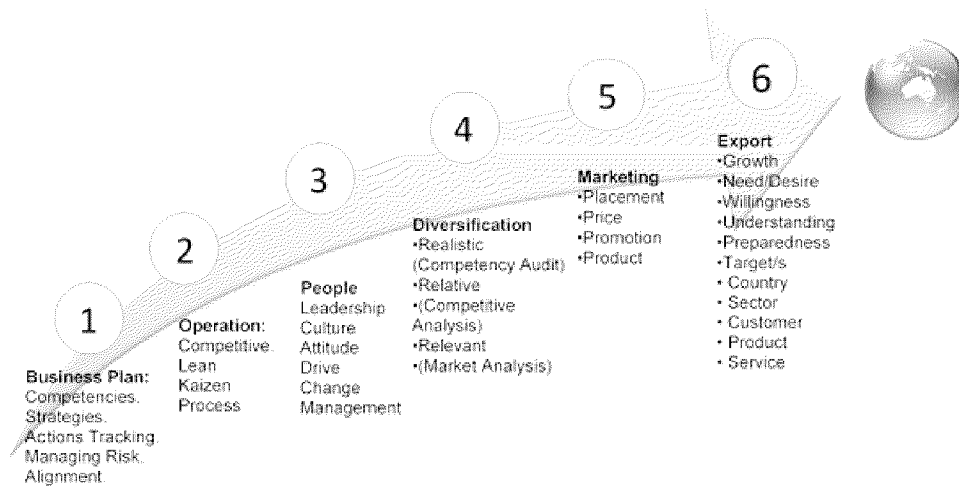 1
Business Plan:
Competencies.
Strategies.
Actions Tracking.
Managing Risk.
Alignment.
2
Operation:
Competitive.
Lean
Kaizen
Process
3
People
Leadership
Culture
Attitude
Drive
Change
Management
4
Diversification
•Realistic
(Competency Audit)
•Relative
•(Competitive
Analysis)
•Relevant
•(Market Analysis)
5
Marketing
•Placement
•Price
•Promotion
•Product
6
Export
•Growth
•Need/Desire
•Willingness
•Understanding
•Preparedness
•Target/s
• Country
• Sector
• Customer
• Product
• Service